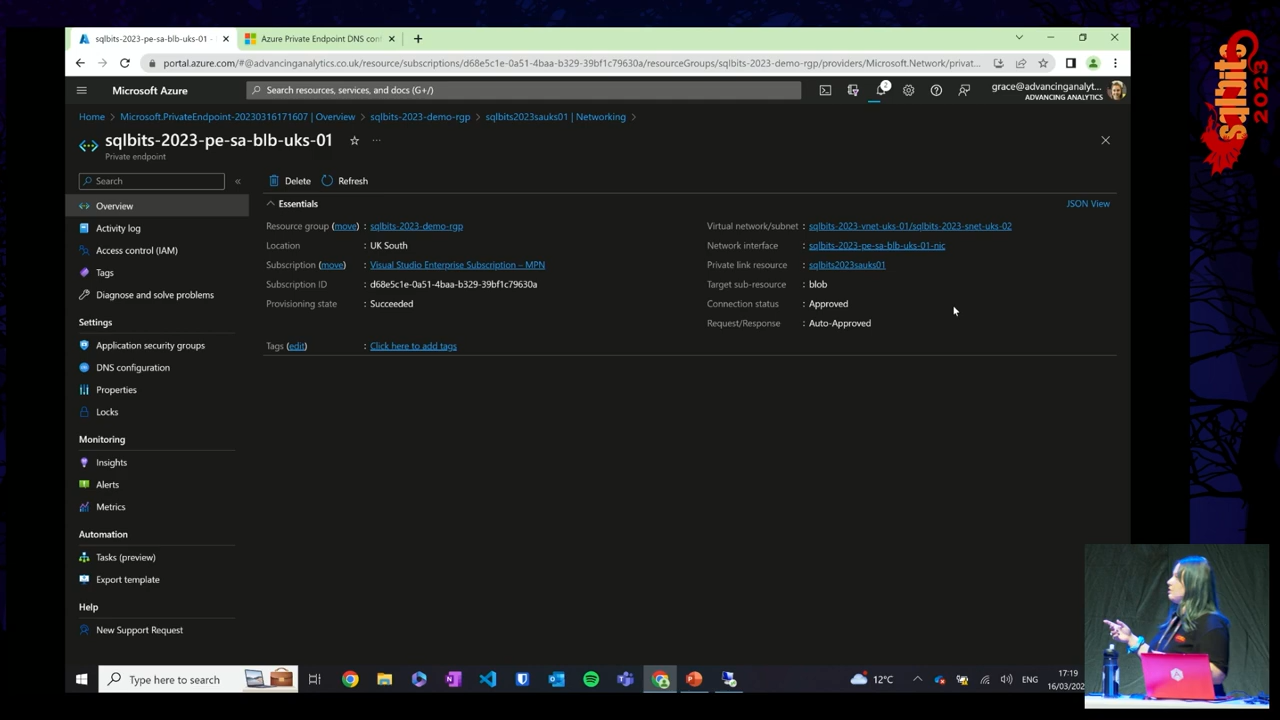 sqlbits-2023-pe-sa-blb-uks-01 -
Azure Private Endpoint DNS con
portal.azure.com/#@advancinganalytics.co.uk/resource/subscriptions/d68e5c1e-0a51-4baa-b329-39bf1c79630a/resourceGroups/sqlbits-2023-demo-rgp/providers/Microsoft.Network/privat...
Microsoft Azure
Search resources, services, and docs (G+/)
2
grace@advancinganalyt...
ADVANCING ANALYTICS
Home > Microsoft.PrivateEndpoint-20230316171607 | Overview > sqlbits-2023-demo-rgp > sqlbits2023sauks01 | Networking >
sqlbits-2023-pe-sa-blb-uks-01
Private endpoint
Search
Delete
Refresh
Overview
Activity log
Access control (IAM)
Tags
Diagnose and solve problems
Settings
Application security groups
DNS configuration
Properties
Locks
Monitoring
Insights
Alerts
Metrics
Automation
Tasks (preview)
Export template
Help
New Support Request
Essentials
JSON View
Resource group (move) : sqlbits-2023-demo-rgp
Location : UK South
Subscription (move) : Visual Studio Enterprise Subscription – MPN
Subscription ID : d68e5c1e-0a51-4baa-b329-39bf1c79630a
Provisioning state : Succeeded
Virtual network/subnet : sqlbits-2023-vnet-uks-01/sqlbits-2023-snet-uks-02
Network interface : sqlbits-2023-pe-sa-blb-uks-01-nic
Private link resource : sqlbits2023sauks01
Target sub-resource : blob
Connection status : Approved
Request/Response : Auto-Approved
Tags (edit) : Click here to add tags
Type here to search
12°C
ENG
17:19
16/03/202
sqlbits
2023